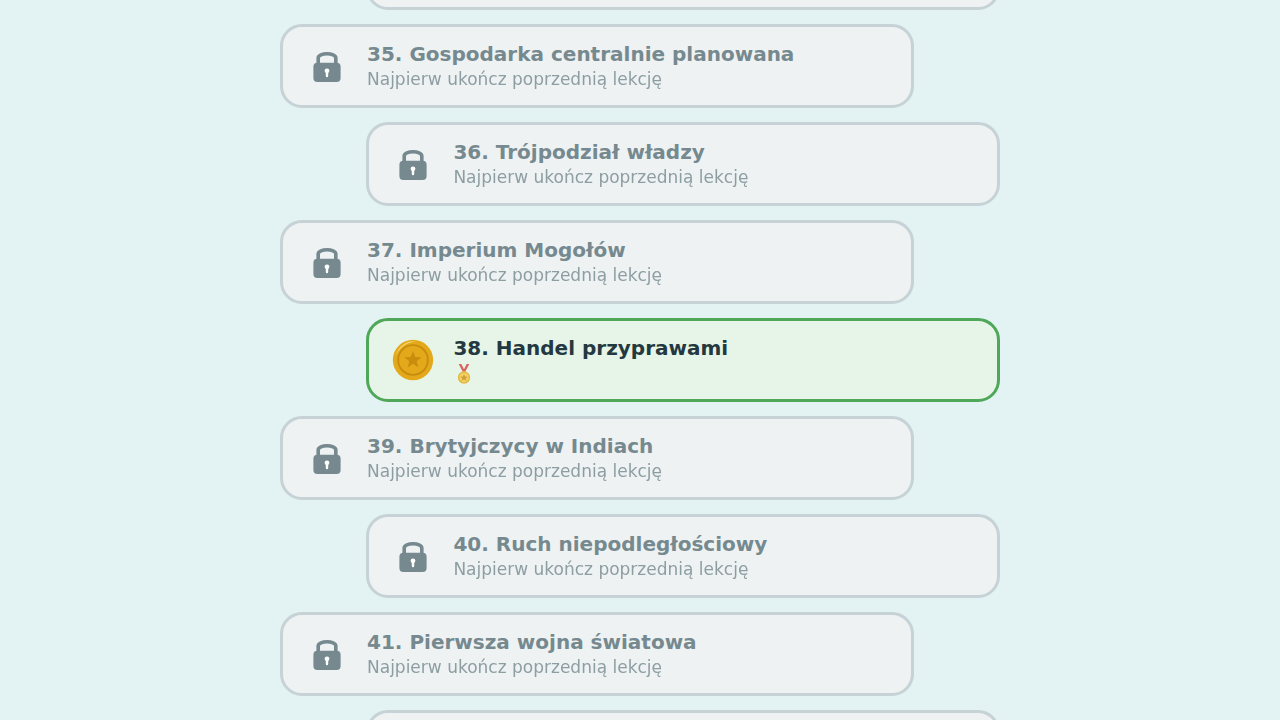 35. Gospodarka centralnie planowana
Najpierw ukończ poprzednią lekcję
36. Trójpodział władzy
Najpierw ukończ poprzednią lekcję
37. Imperium Mogołów
Najpierw ukończ poprzednią lekcję
38. Handel przyprawami
39. Brytyjczycy w Indiach
Najpierw ukończ poprzednią lekcję
40. Ruch niepodległościowy
Najpierw ukończ poprzednią lekcję
41. Pierwsza wojna światowa
Najpierw ukończ poprzednią lekcję